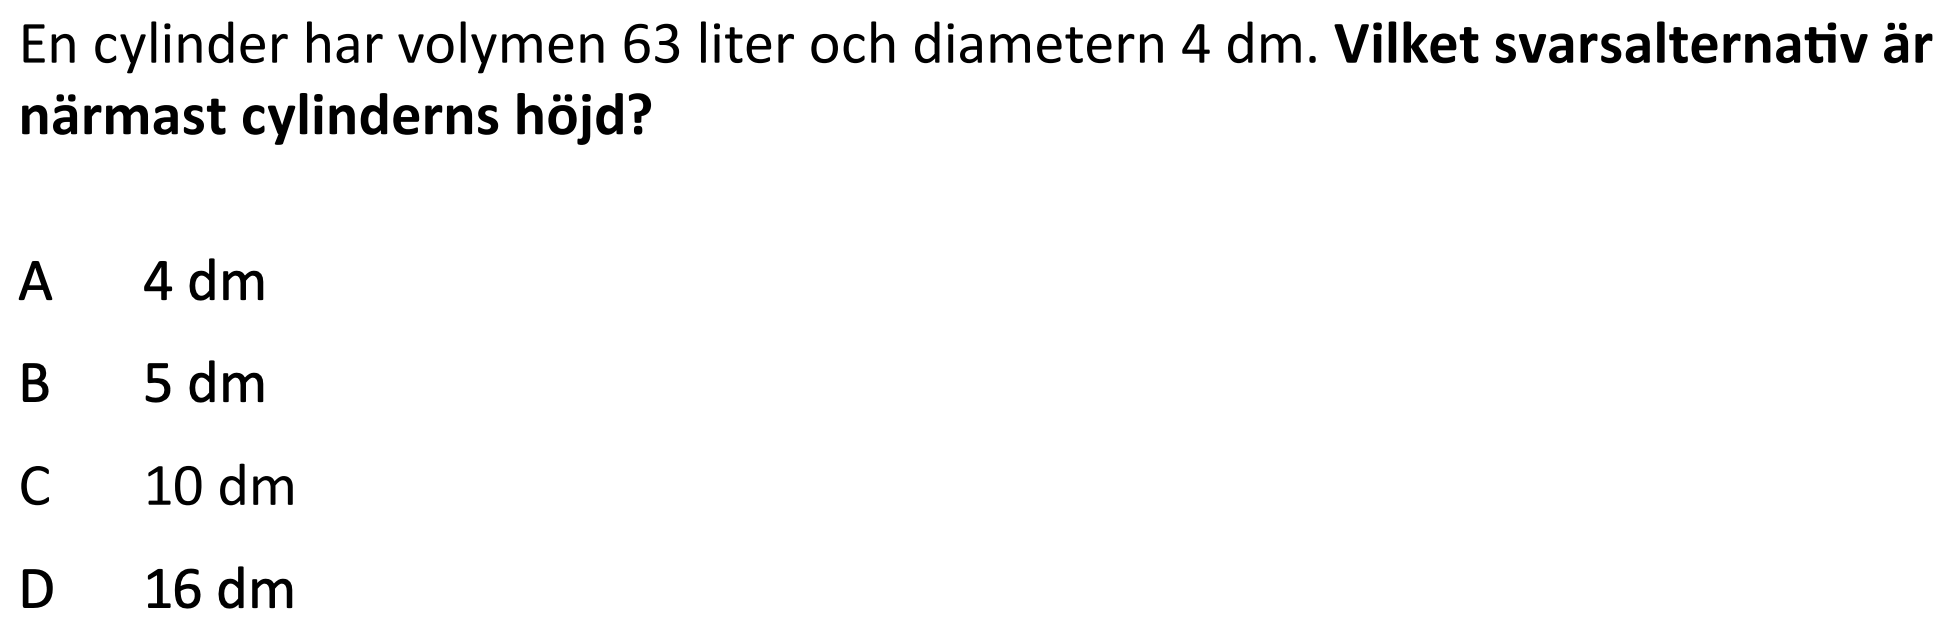 En cylinder har volymen 63 liter och diametern 4 dm. Vilket svarsalternativ är
närmast cylinderns höjd?
A 4 dm
B 5 dm
C 10 dm
D 16 dm